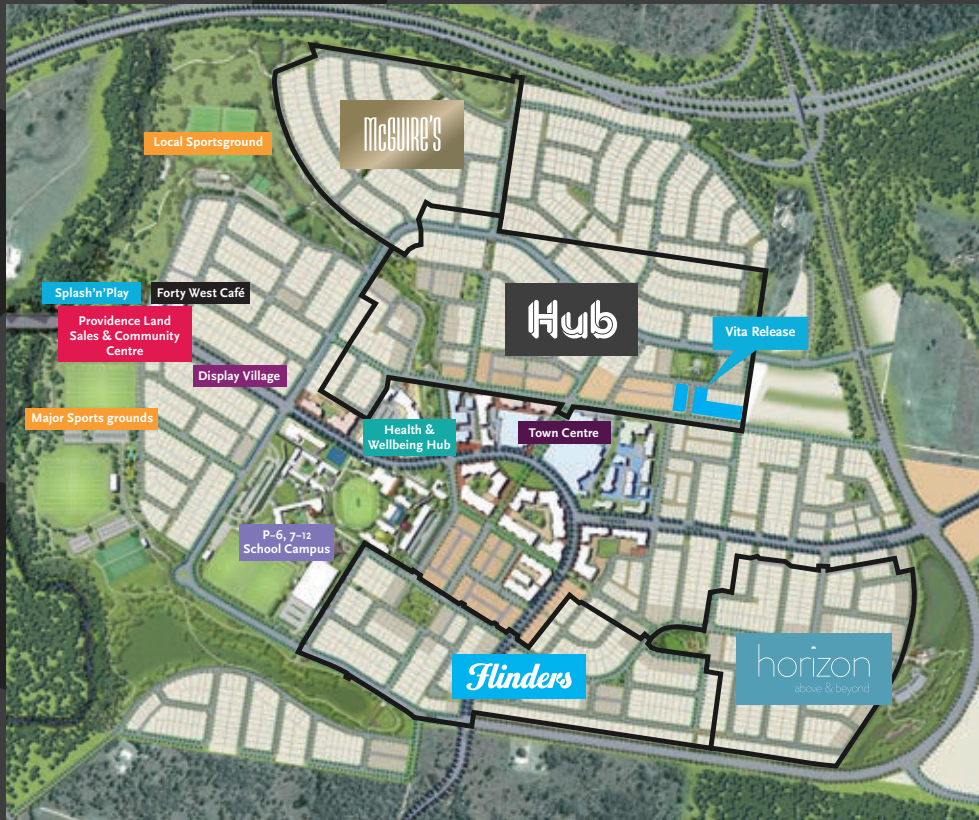 McGUIRE'S
Local Sportsground
Splash'n'Play
Forty West Café
Providence Land
Sales & Community
Centre
Hub
Vita Release
Display Village
Major Sports grounds
Health &
Wellbeing Hub
Town Centre
P–6, 7–12
School Campus
Flinders
horizon
above & beyond